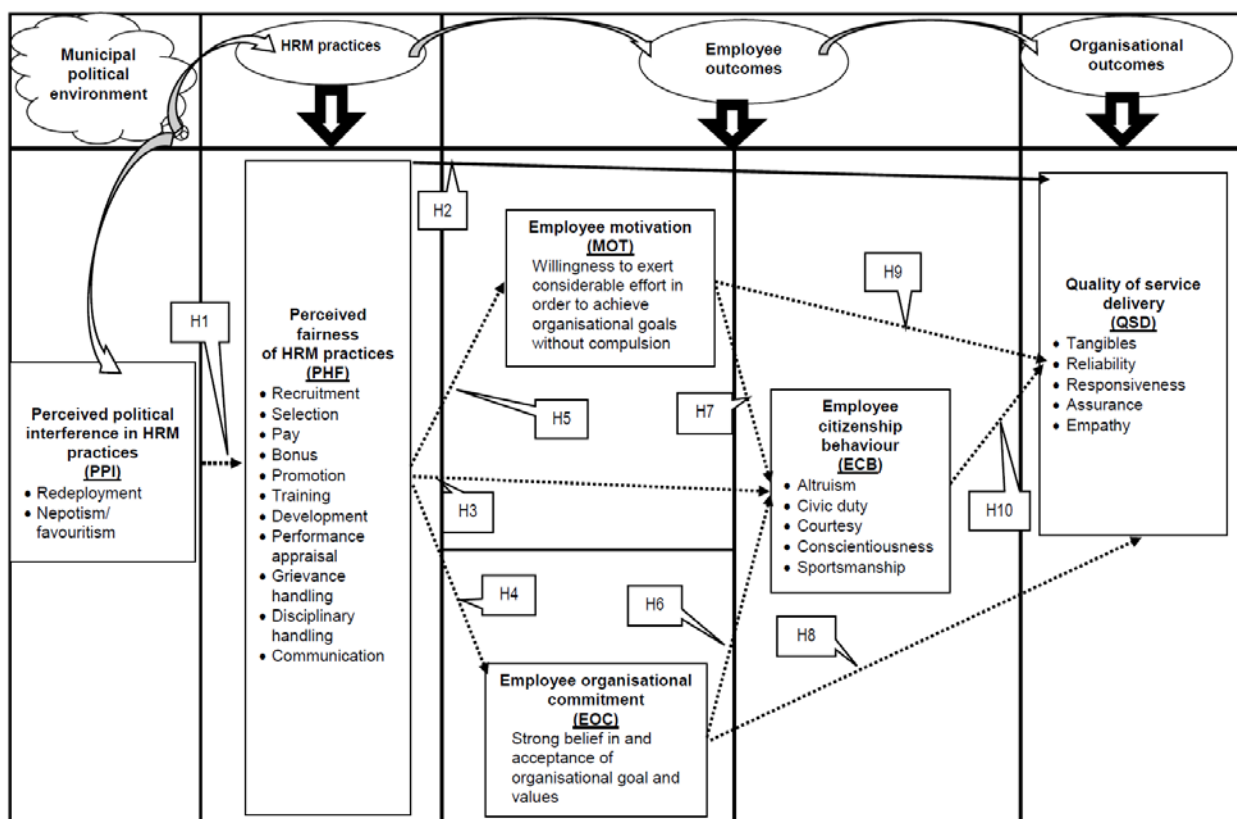 Municipal
political
environment
HRM practices
Employee
outcomes
Organisational
outcomes
H1
Perceived political
interference in HRM
practices
(PPI)
• Redeployment
• Nepotism/
favouritism
Perceived
fairness
of HRM practices
(PHF)
• Recruitment
• Selection
• Pay
• Bonus
• Promotion
• Training
• Development
• Performance
appraisal
• Grievance
handling
• Disciplinary
handling
• Communication
H2
Employee motivation
(MOT)
Willingness to exert
considerable effort in
order to achieve
organisational goals
without compulsion
H5
H3
H4
Employee organisational
commitment
(EOC)
Strong belief in and
acceptance of
organisational goal and
values
H9
H7
Employee
citizenship
behaviour
(ECB)
• Altruism
• Civic duty
• Courtesy
• Conscientiousness
• Sportsmanship
H6
H8
H10
Quality of service
delivery
(QSD)
• Tangibles
• Reliability
• Responsiveness
• Assurance
• Empathy